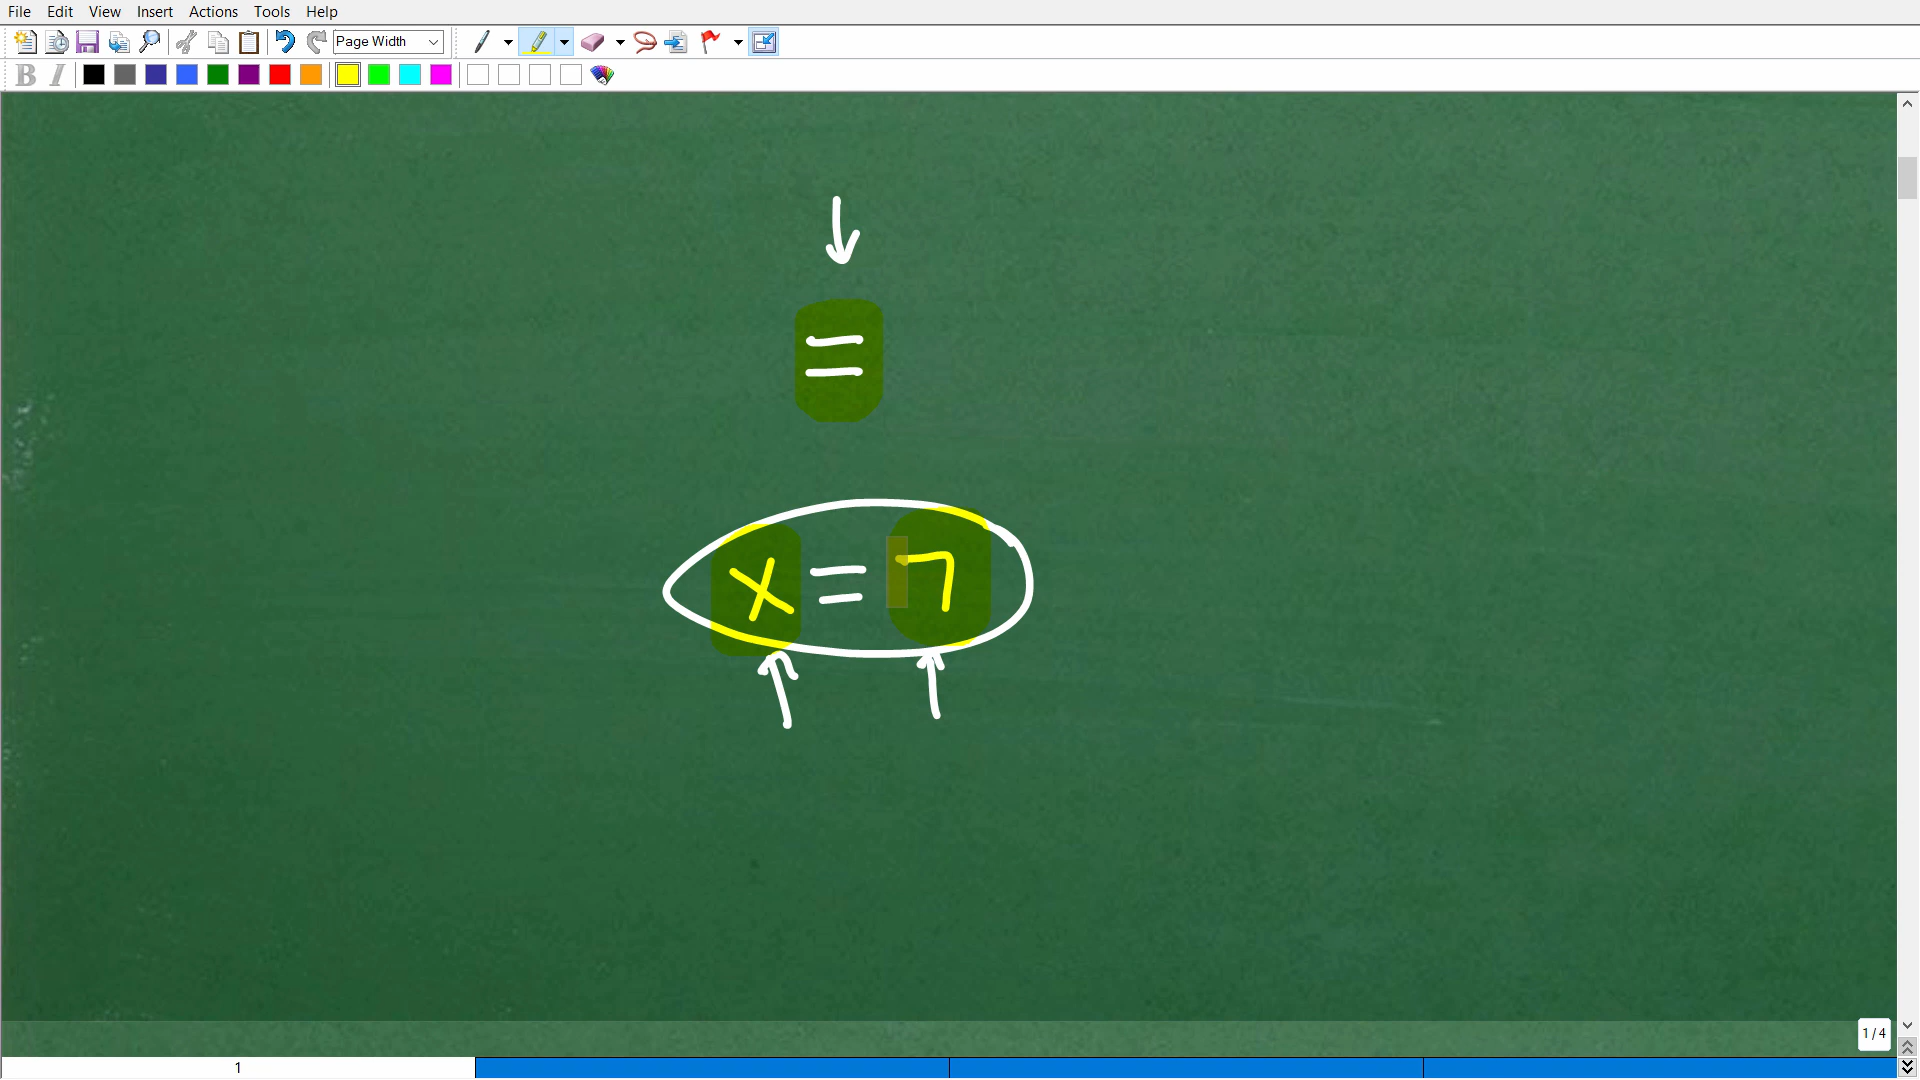 File Edit View Insert Actions Tools Help
Page Width
B I
=
x = 7
1 / 4
1